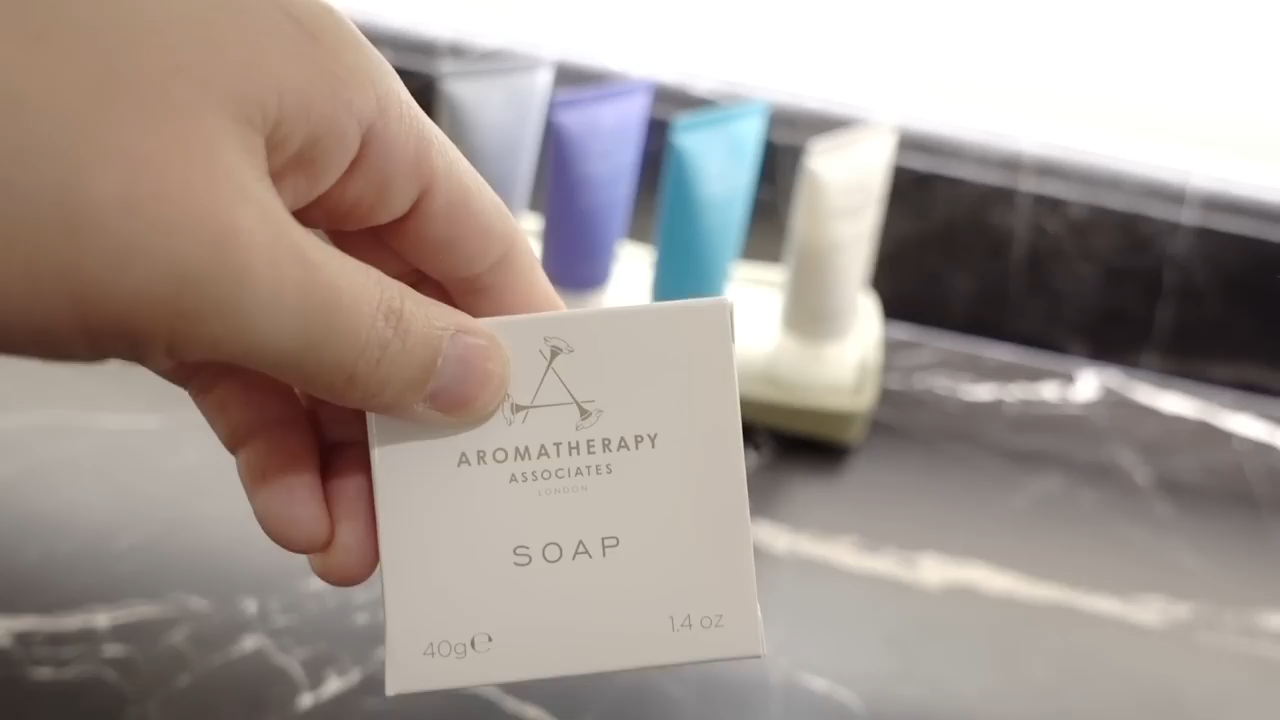 AROMATHERAPY
ASSOCIATES
LONDON
SOAP
40g℮
1.4 oz